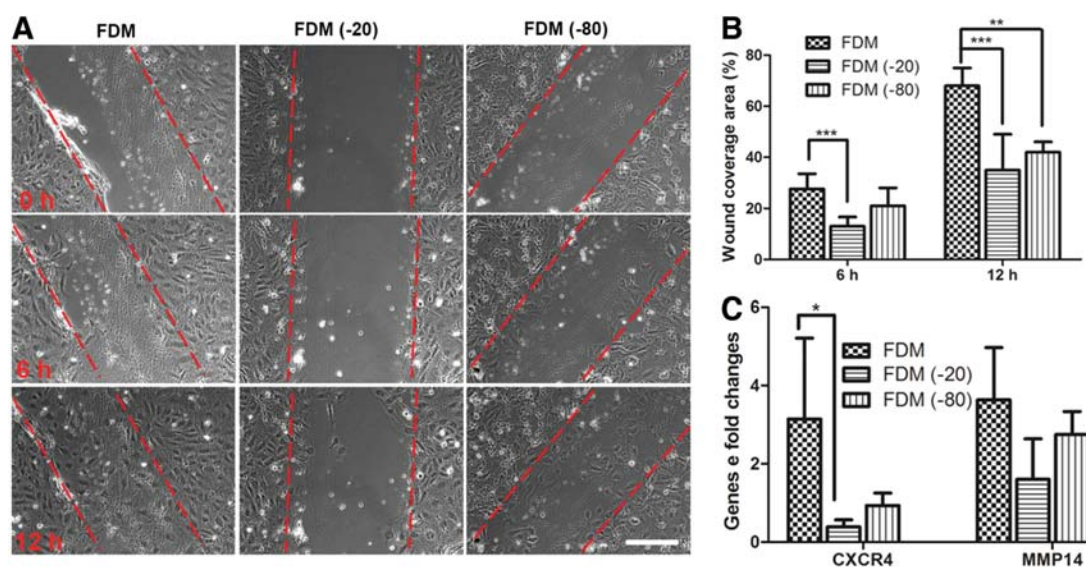 A
FDM
FDM (-20)
FDM (-80)
0 h
6 h
12 h
B
Wound coverage area (%)
80
60
40
20
0
FDM
FDM (-20)
FDM (-80)
***
***
**
6 h
12 h
C
Genes e fold changes
6
4
2
0
*
FDM
FDM (-20)
FDM (-80)
CXCR4
MMP14